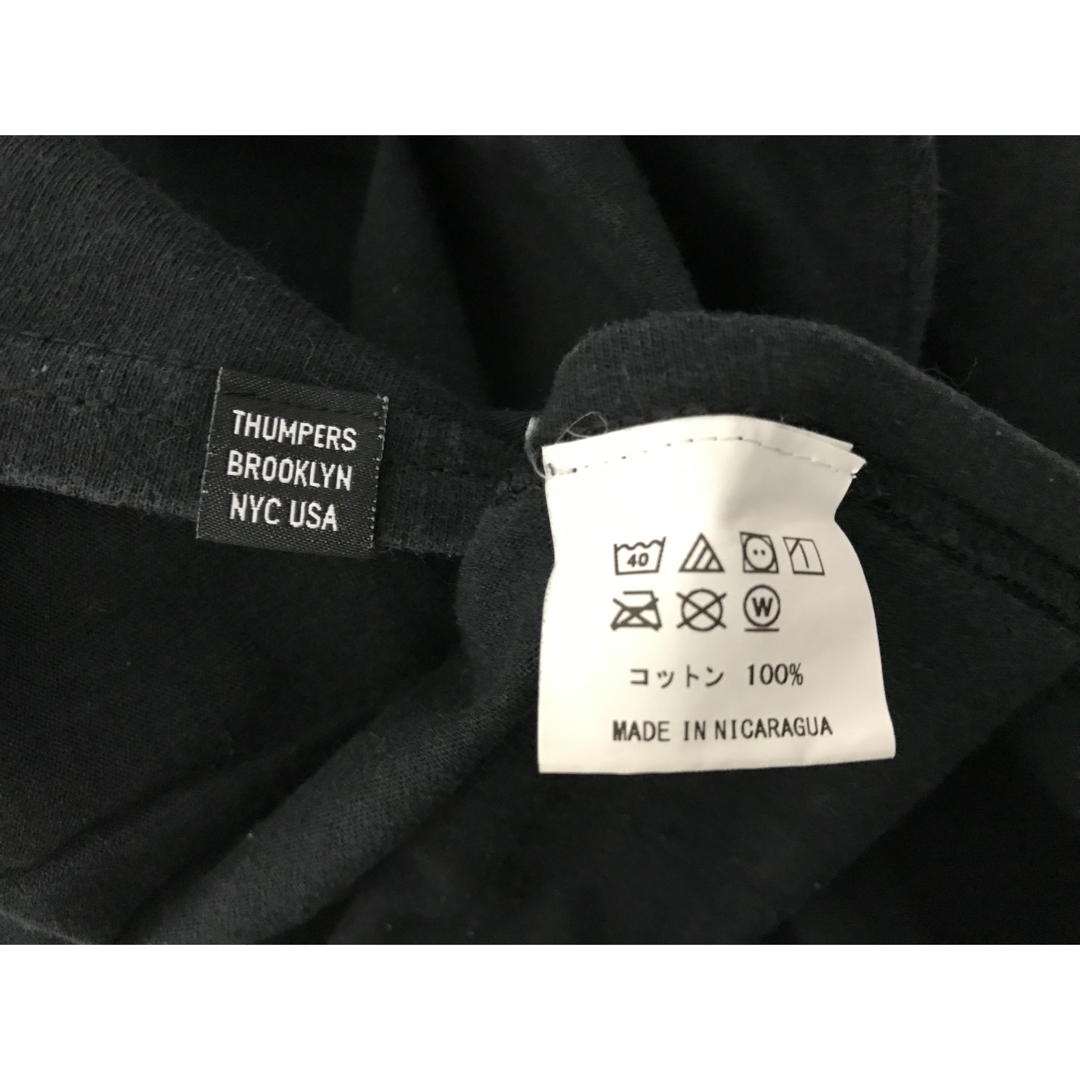 THUMPERS
BROOKLYN
NYC USA
40
W
コットン 100%
MADE IN NICARAGUA